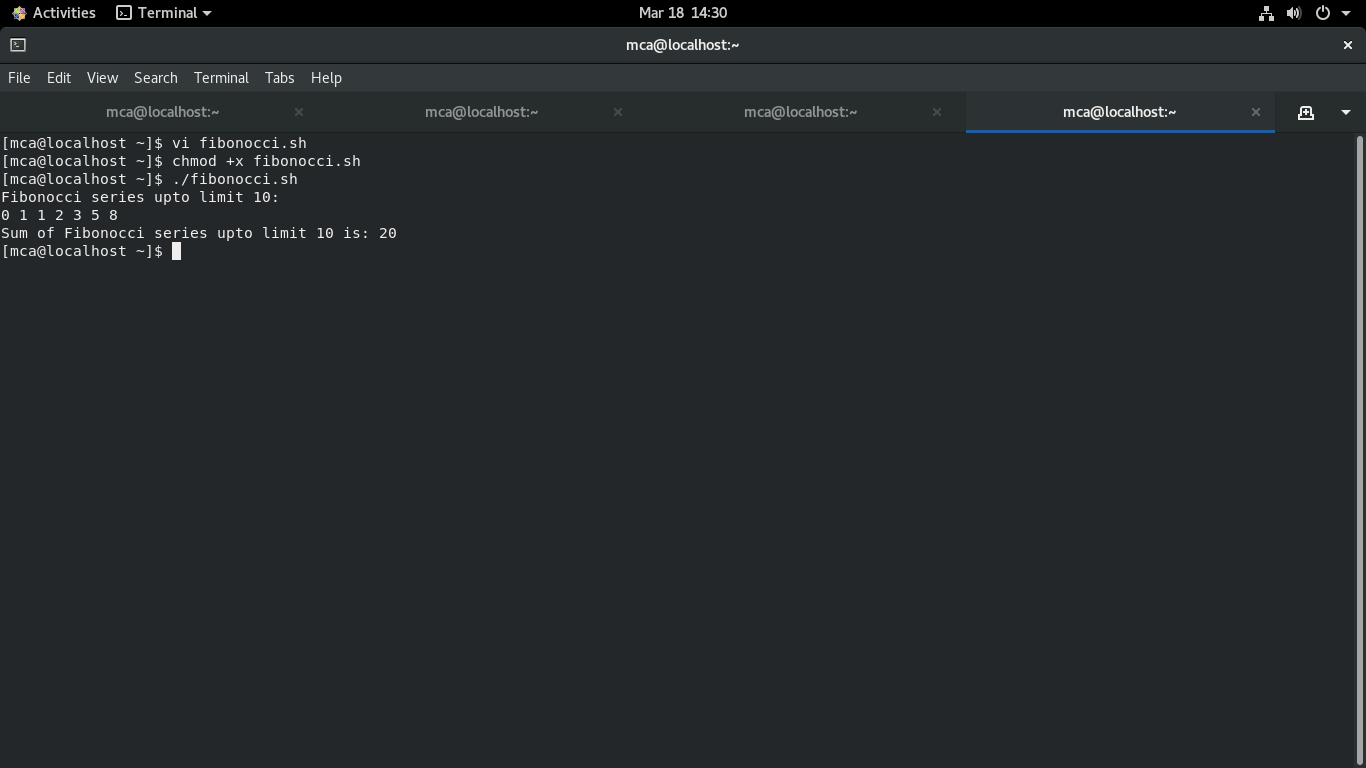 Activities Terminal Mar 18 14:30
mca@localhost:~
File Edit View Search Terminal Tabs Help
mca@localhost:~ mca@localhost:~ mca@localhost:~ mca@localhost:~
[mca@localhost ~]$ vi fibonocci.sh
[mca@localhost ~]$ chmod +x fibonocci.sh
[mca@localhost ~]$ ./fibonocci.sh
Fibonocci series upto limit 10:
0 1 1 2 3 5 8
Sum of Fibonocci series upto limit 10 is: 20
[mca@localhost ~]$